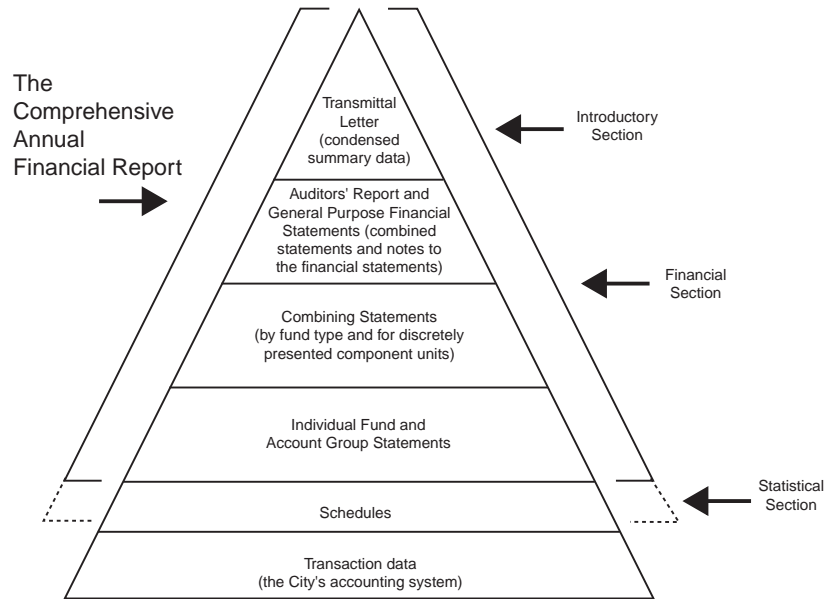 The
Comprehensive
Annual
Financial Report
Transmittal
Letter
(condensed
summary data)
Introductory
Section
Auditors' Report and
General Purpose Financial
Statements (combined
statements and notes to
the financial statements)
Financial
Section
Combining Statements
(by fund type and for discretely
presented component units)
Individual Fund and
Account Group Statements
Statistical
Section
Schedules
Transaction data
(the City's accounting system)